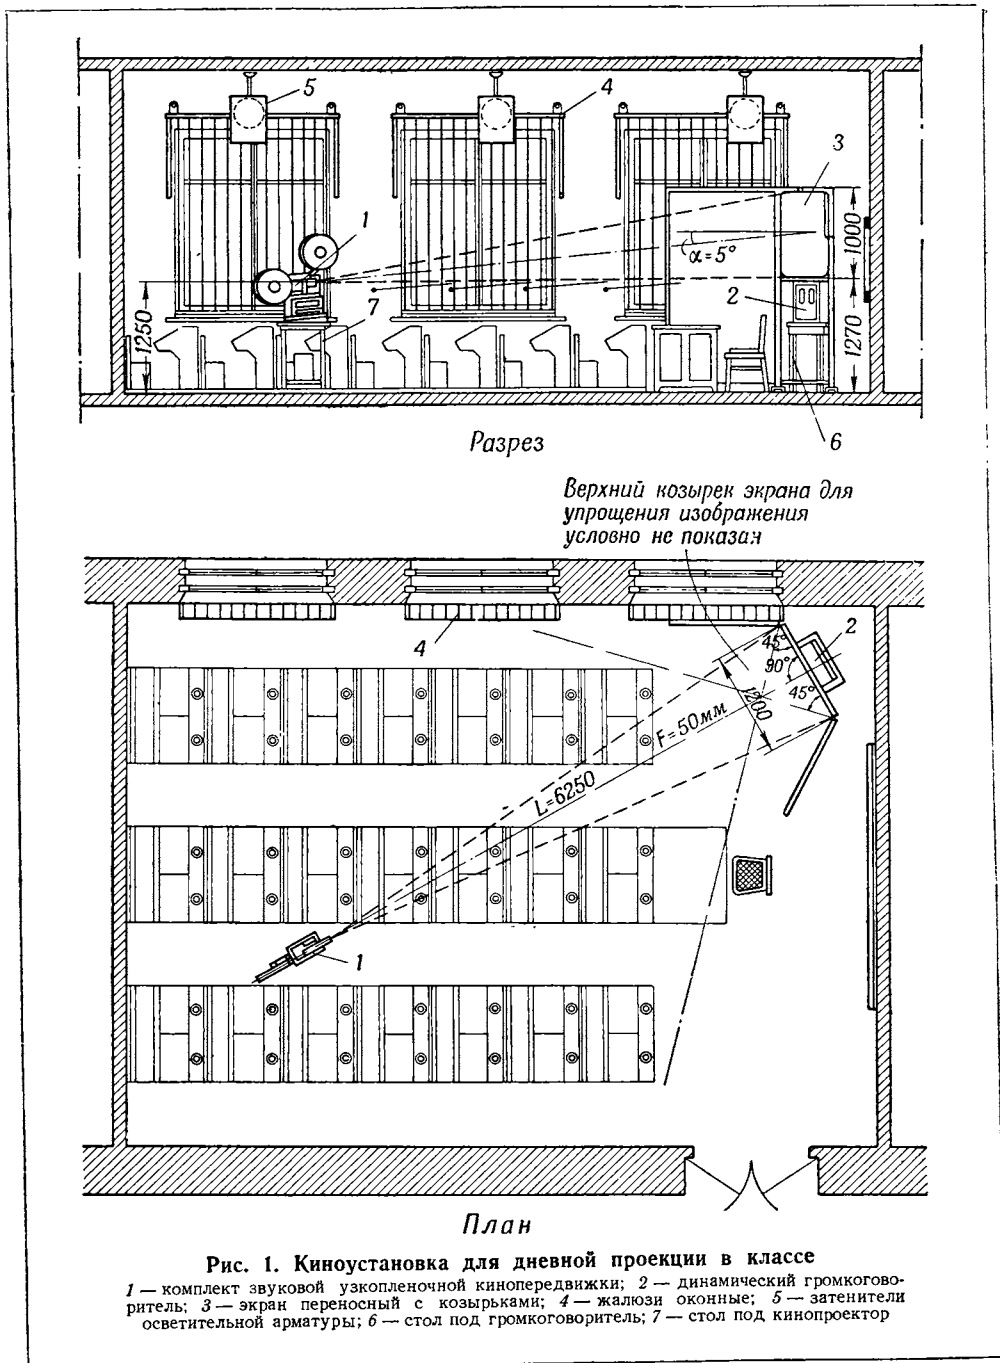 5
4
3
1
α=5°
1000
2
7
1250
1270
6
Разрез
Верхний козырек экрана для
упрощения изображения
условно не показан
4
2
45°
90°
45°
1200
F=50мм
L=6250
1
План
Рис. 1. Киноустановка для дневной проекции в классе
1 — комплект звуковой узкопленочной кинопередвижки; 2 — динамический громкогово-
ритель; 3 — экран переносный с козырьками; 4 — жалюзи оконные; 5 — затенители
осветительной арматуры; 6 — стол под громкоговоритель; 7 — стол под кинопроектор